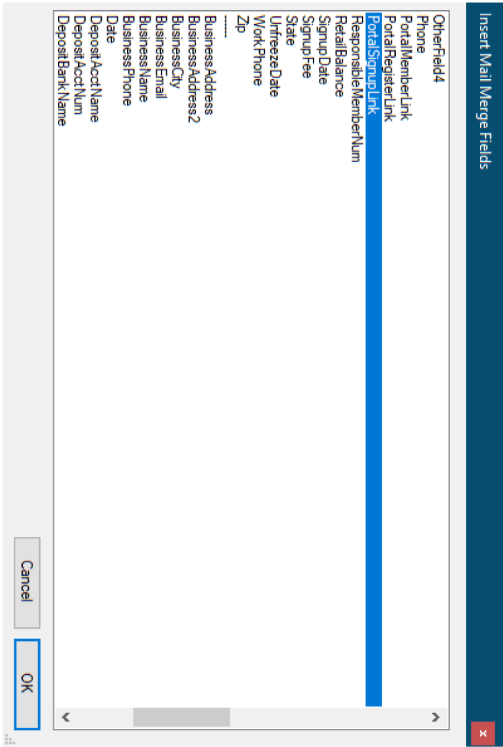 Insert Mail Merge Fields
x
OtherField4
Phone
PortalMemberLink
PortalRegisterLink
PortalSignupLink
ResponsibleMemberNum
RetailBalance
SignupDate
SignupFee
State
UnfreezeDate
WorkPhone
Zip
------
BusinessAddress
BusinessAddress2
BusinessCity
BusinessEmail
BusinessName
BusinessPhone
Date
DepositAcctName
DepositAcctNum
DepositBankName
Cancel
OK